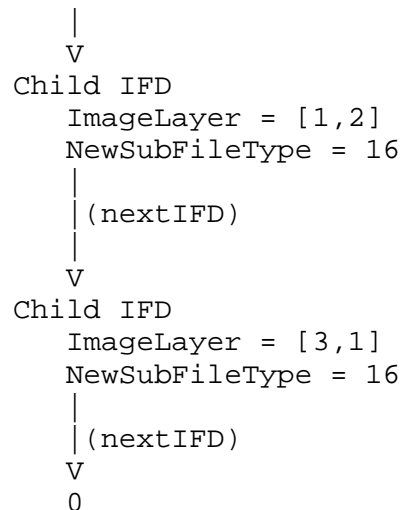 |
V
Child IFD
ImageLayer = [1,2]
NewSubFileType = 16
|
|(nextIFD)
|
V
Child IFD
ImageLayer = [3,1]
NewSubFileType = 16
|
|(nextIFD)
V
0